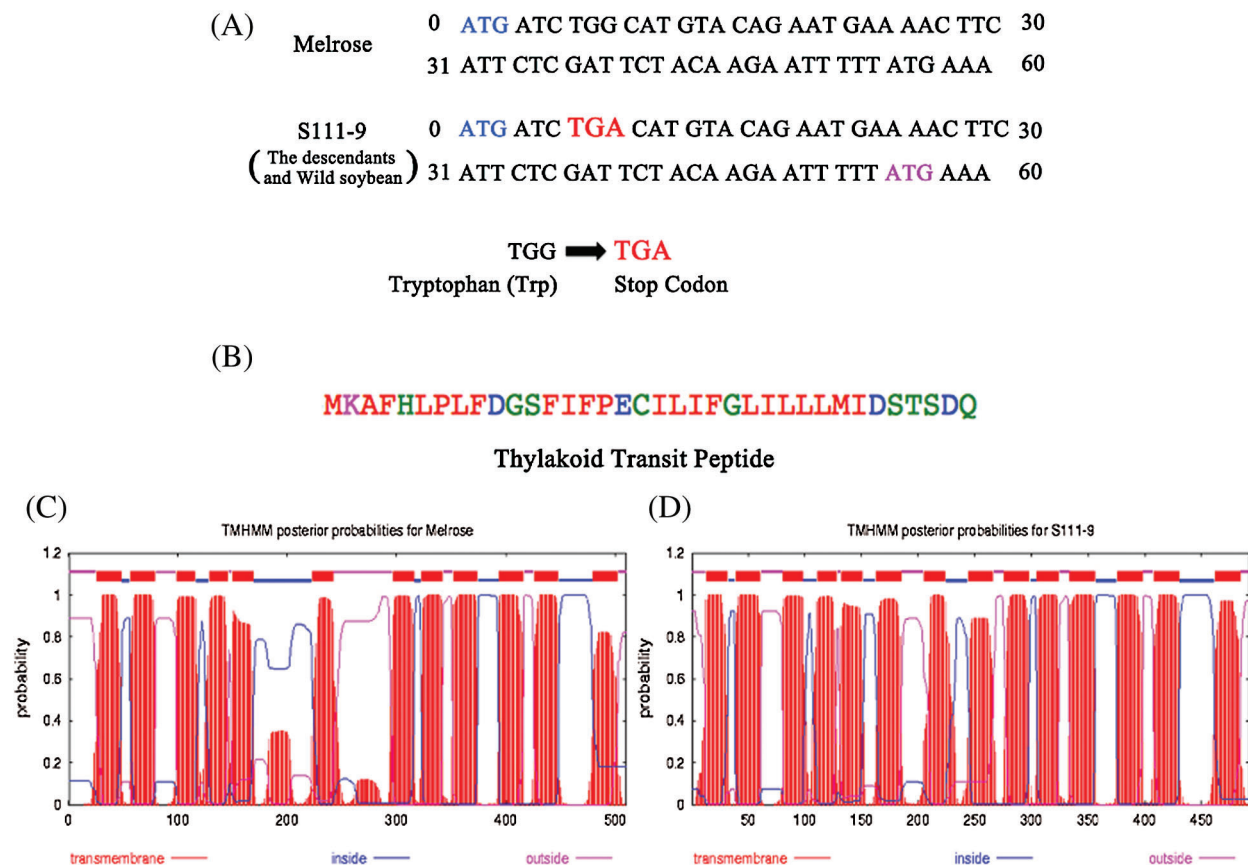 (A)
Melrose
0 ATG ATC TGG CAT GTA CAG AAT GAA AAC TTC 30
31 ATT CTC GAT TCT ACA AGA ATT TTT ATG AAA 60
S111-9
(The descendants
and Wild soybean)
0 ATG ATC TGA CAT GTA CAG AAT GAA AAC TTC 30
31 ATT CTC GAT TCT ACA AGA ATT TTT ATG AAA 60
TGG TGA
Tryptophan (Trp) Stop Codon
(B)
MKAFHLPLFDGSFIFPECILIFGLILLLMIDSTSDQ
Thylakoid Transit Peptide
(C)
TMHMM posterior probabilities for Melrose
probability
1.2
1
0.8
0.6
0.4
0.2
0
0 100 200 300 400 500
transmembrane inside outside
(D)
TMHMM posterior probabilities for S111-9
probability
1.2
1
0.8
0.6
0.4
0.2
0
50 100 150 200 250 300 350 400 450
transmembrane inside outside